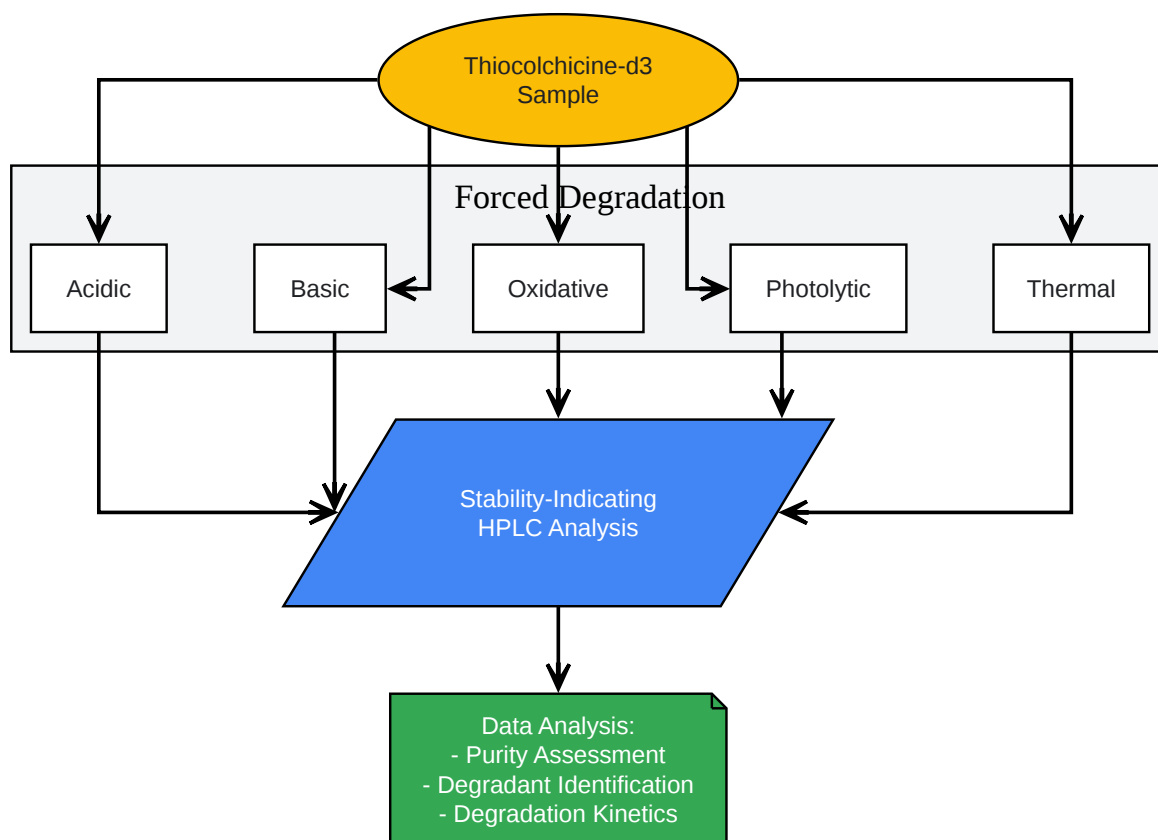 Thiocolchicine-d3
Sample
Forced Degradation
Acidic
Basic
Oxidative
Photolytic
Thermal
Stability-Indicating
HPLC Analysis
Data Analysis:
- Purity Assessment
- Degradant Identification
- Degradation Kinetics